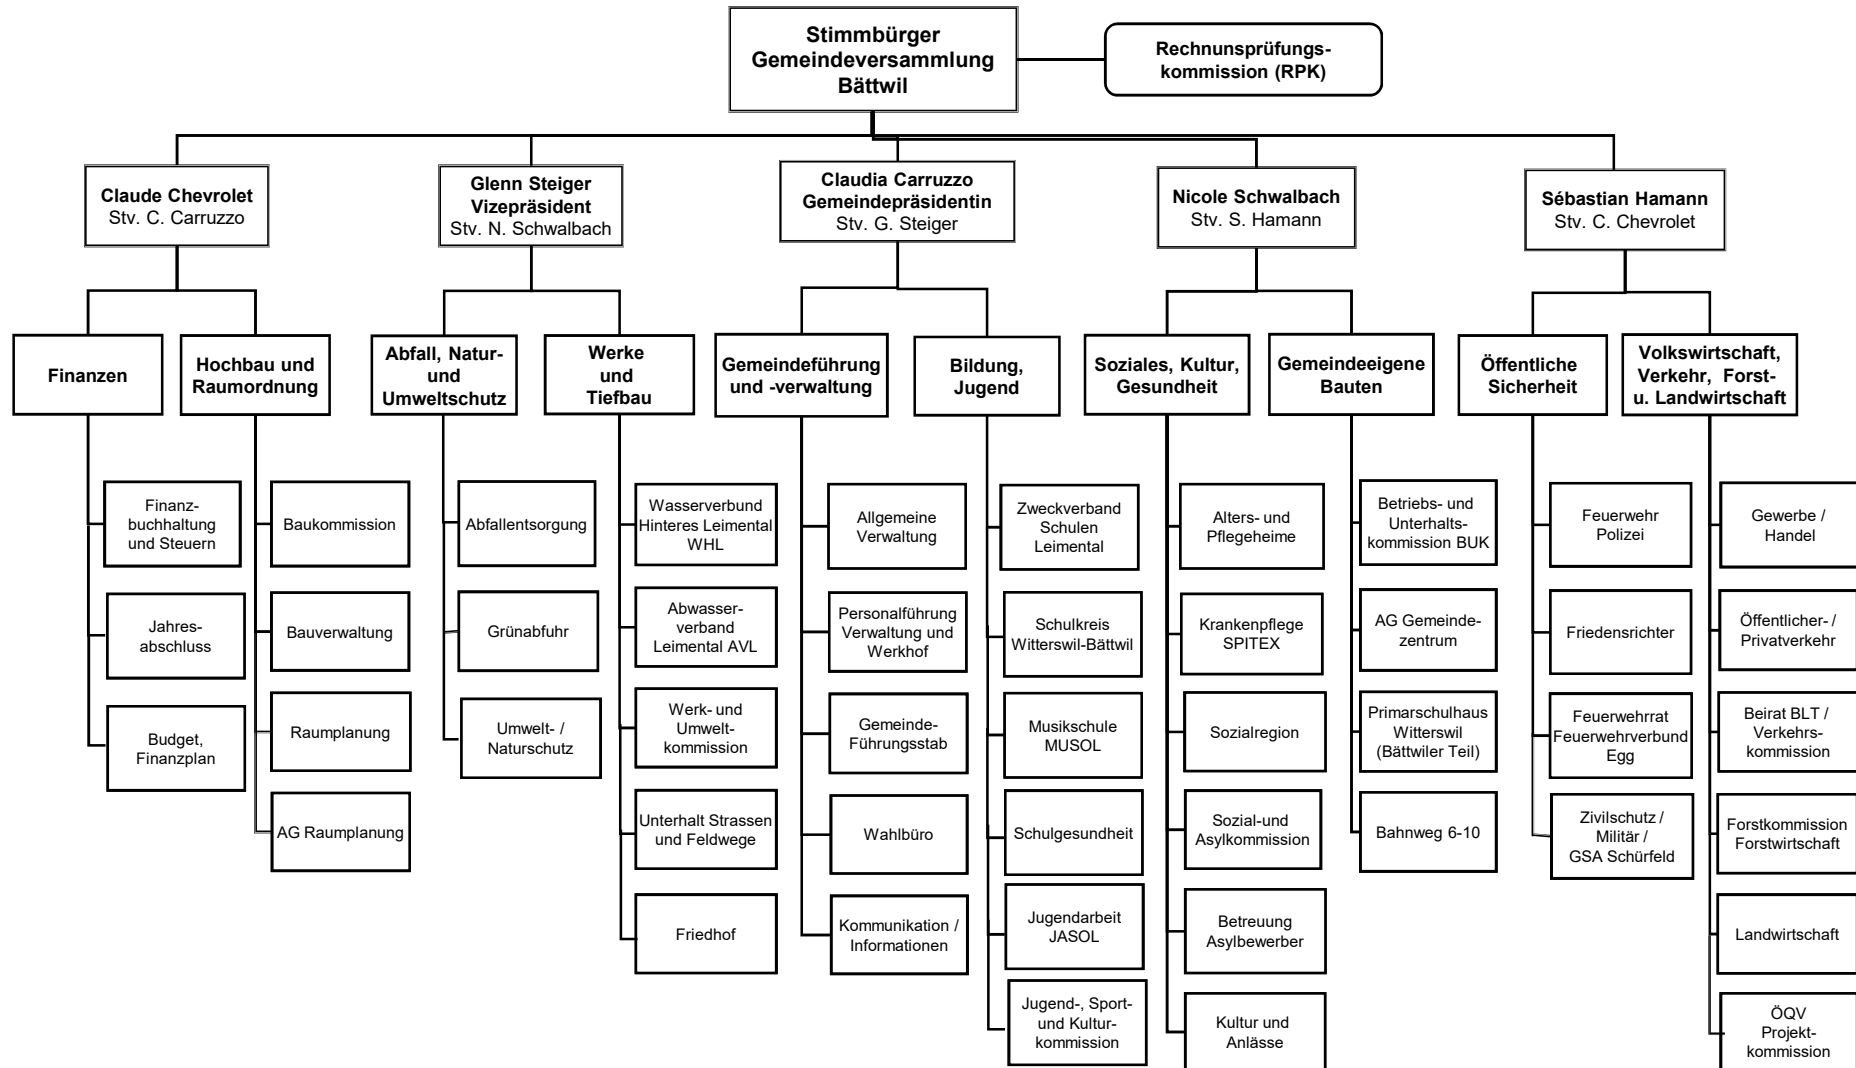 Stimmbürger
Gemeindeversammlung
Bättwil
Rechnunsprüfungs-
kommission (RPK)
Claude Chevrolet
Stv. C. Carruzzo
Glenn Steiger
Vizepräsident
Stv. N. Schwalbach
Claudia Carruzzo
Gemeindepräsidentin
Stv. G. Steiger
Nicole Schwalbach
Stv. S. Hamann
Sébastian Hamann
Stv. C. Chevrolet
Finanzen
Hochbau und
Raumordnung
Abfall, Natur-
und
Umweltschutz
Werke
und
Tiefbau
Gemeindeführung
und -verwaltung
Bildung,
Jugend
Soziales, Kultur,
Gesundheit
Gemeindeeigene
Bauten
Öffentliche
Sicherheit
Volkswirtschaft,
Verkehr, Forst-
u. Landwirtschaft
Finanz-
buchhaltung
und Steuern
Jahres-
abschluss
Budget,
Finanzplan
Baukommission
Bauverwaltung
Raumplanung
AG Raumplanung
Abfallentsorgung
Grünabfuhr
Umwelt- /
Naturschutz
Wasserverbund
Hinteres Leimental
WHL
Abwasser-
verband
Leimental AVL
Werk- und
Umwelt-
kommission
Unterhalt Strassen
und Feldwege
Friedhof
Allgemeine
Verwaltung
Personalführung
Verwaltung und
Werkhof
Gemeinde-
Führungsstab
Wahlbüro
Kommunikation /
Informationen
Zweckverband
Schulen
Leimental
Schulkreis
Witterswil-Bättwil
Musikschule
MUSOL
Schulgesundheit
Jugendarbeit
JASOL
Jugend-, Sport-
und Kultur-
kommission
Alters- und
Pflegeheime
Krankenpflege
SPITEX
Sozialregion
Sozial-und
Asylkommission
Betreuung
Asylbewerber
Kultur und
Anlässe
Betriebs- und
Unterhalts-
kommission BUK
AG Gemeinde-
zentrum
Primarschulhaus
Witterswil
(Bättwiler Teil)
Bahnweg 6-10
Feuerwehr
Polizei
Friedensrichter
Feuerwehrrat
Feuerwehrverbund
Egg
Zivilschutz /
Militär /
GSA Schürfeld
Gewerbe /
Handel
Öffentlicher- /
Privatverkehr
Beirat BLT /
Verkehrs-
kommission
Forstkommission
Forstwirtschaft
Landwirtschaft
ÖQV
Projekt-
kommission